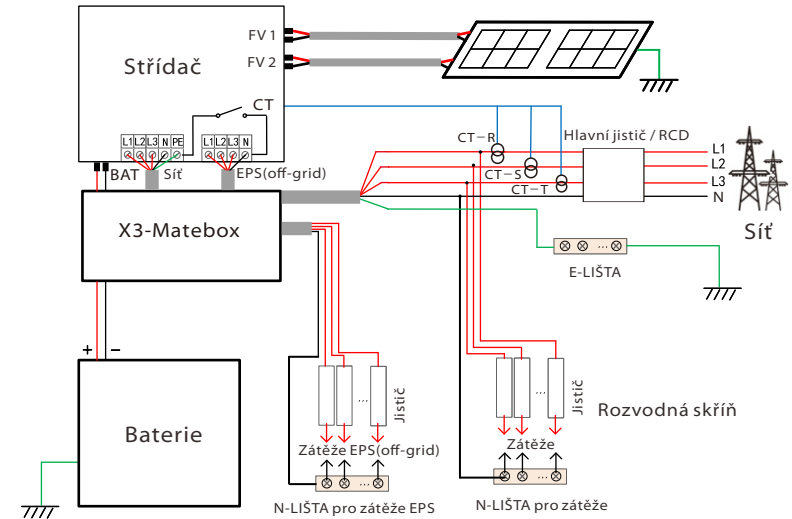 FV 1
Střídač
FV 2
CT
L1 L2 L3 N PE
L1 L2 L3 N
BAT
Síť
EPS(off-grid)
CT-R
CT-S
CT-T
Hlavní jistič / RCD
L1
L2
L3
N
Síť
X3-Matebox
...
E-LIŠTA
+
−
Baterie
...
Jistič
Zátěže EPS(off-grid)
...
N-LIŠTA pro zátěže EPS
...
Jistič
Zátěže
...
N-LIŠTA pro zátěže
Rozvodná skříň